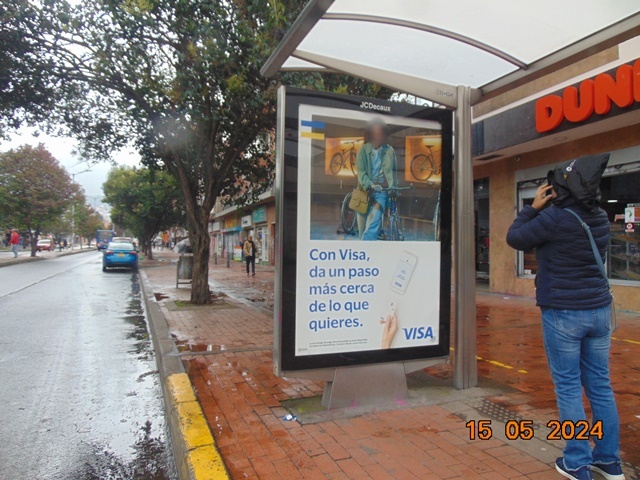 JCDecaux
DUN
Con Visa,
da un paso
más cerca
de lo que
quieres.
VISA
15 05 2024